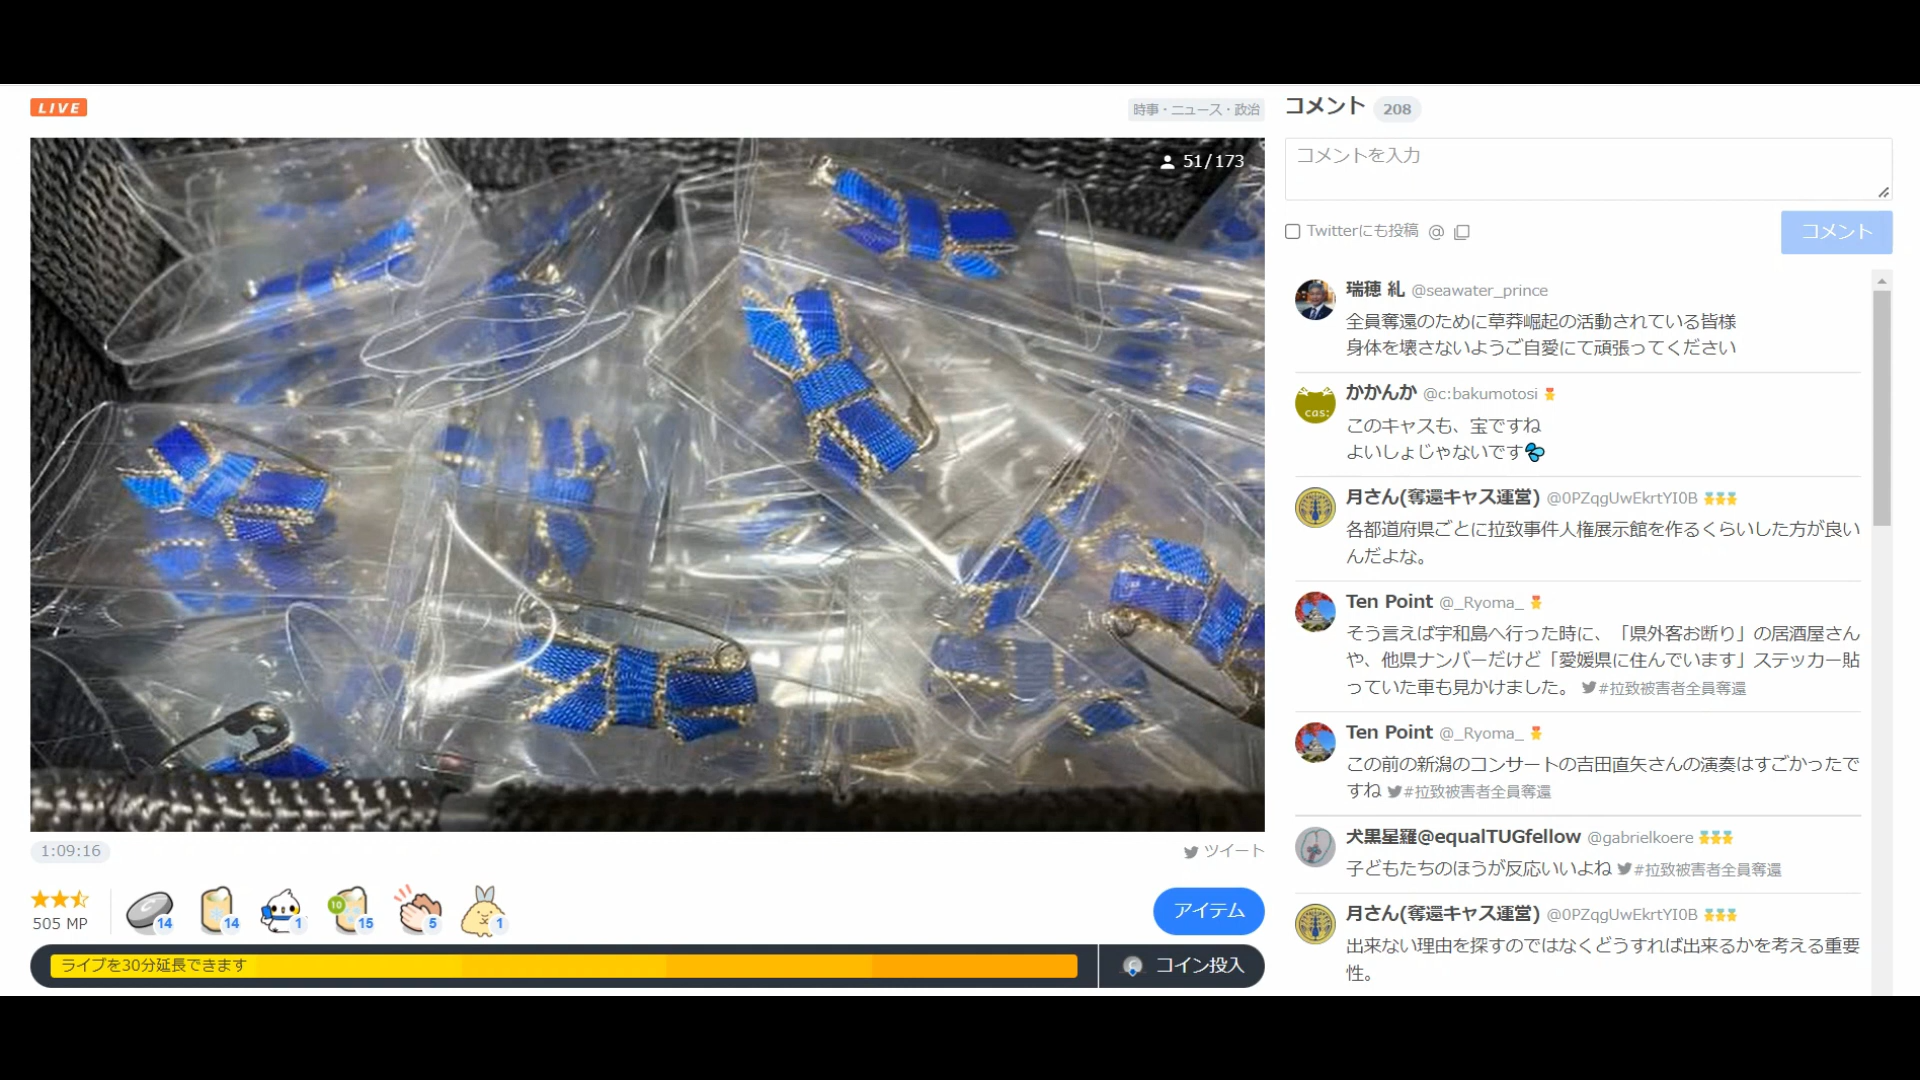 LIVE
時事・ニュース・政治
51/173
1:09:16
ツイート
505 MP
14
14
1
10
15
5
1
アイテム
ライブを30分延長できます
コイン投入
コメント 208
コメントを入力
Twitterにも投稿 @
コメント
瑞穂 糺 @seawater_prince
全員奪還のために草莽崛起の活動されている皆様
身体を壊さないようご自愛にて頑張ってください
cas:
かかんか @c:bakumotosi
このキャスも、宝ですね
よいしょじゃないです
月さん(奪還キャス運営) @0PZqgUwEkrtYI0B
各都道府県ごとに拉致事件人権展示館を作るくらいした方が良い
んだよな。
Ten Point @_Ryoma_
そう言えば宇和島へ行った時に、「県外客お断り」の居酒屋さん
や、他県ナンバーだけど「愛媛県に住んでいます」ステッカー貼
っていた車も見かけました。 #拉致被害者全員奪還
Ten Point @_Ryoma_
この前の新潟のコンサートの吉田直矢さんの演奏はすごかったで
すね #拉致被害者全員奪還
犬黒星羅@equalTUGfellow @gabrielkoere
子どもたちのほうが反応いいよね #拉致被害者全員奪還
月さん(奪還キャス運営) @0PZqgUwEkrtYI0B
出来ない理由を探すのではなくどうすれば出来るかを考える重要
性。